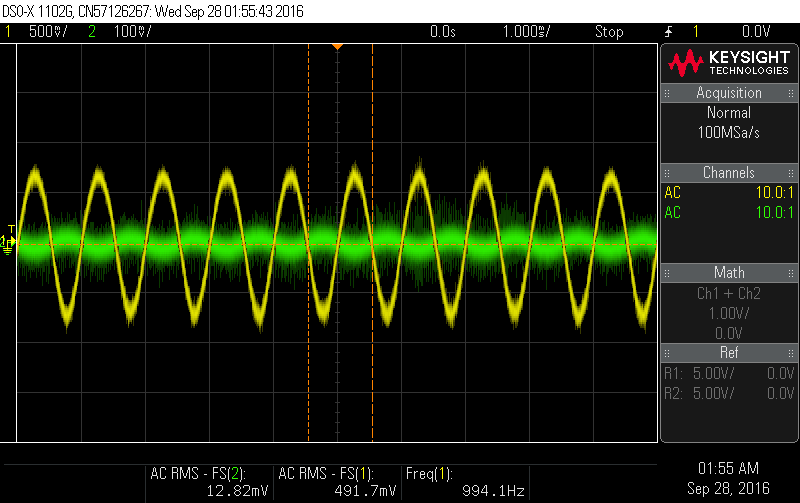 DSO-X 1102G, CN57126267: Wed Sep 28 01:55:43 2016
1 500mV/ 2 100mV/ 0.0s 1.000ms/ Stop 1 0.0V
KEYSIGHT
TECHNOLOGIES
Acquisition
Normal
100MSa/s
Channels
AC 10.0:1
AC 10.0:1
T
Math
Ch1 + Ch2
1.00V/
0.0V
Ref
R1: 5.00V/ 0.0V
R2: 5.00V/ 0.0V
AC RMS - FS(2): AC RMS - FS(1): Freq(1):
12.82mV 491.7mV 994.1Hz
01:55 AM
Sep 28, 2016